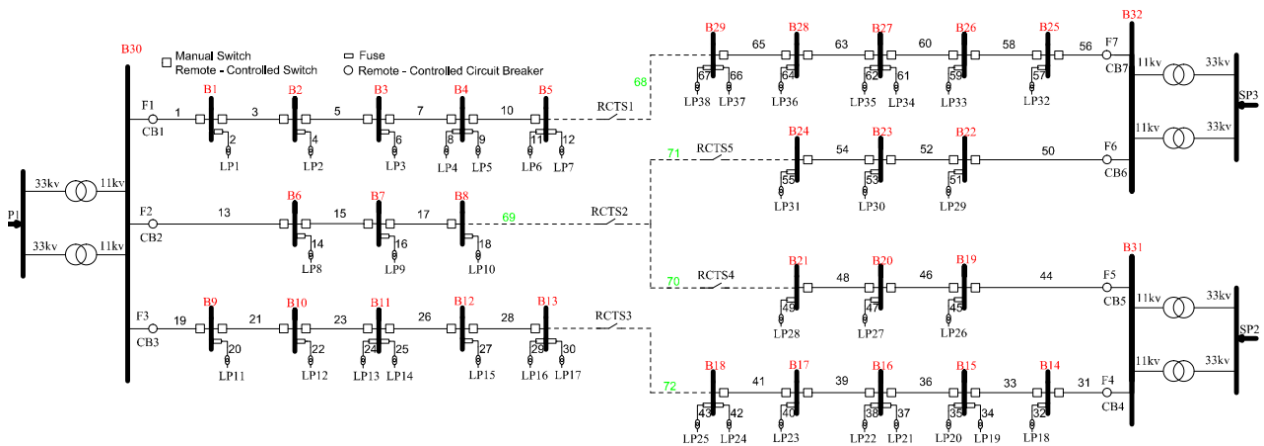 B30
Manual Switch
Remote - Controlled Switch
Fuse
Remote - Controlled Circuit Breaker
F1 1 B1 3 B2 5 B3 7 B4 10 B5 RCTS1 68
CB1 2 4 6 8 9 11 12
LP1 LP2 LP3 LP4 LP5 LP6 LP7
33kv 11kv
P1
33kv 11kv
F2 13 B6 15 B7 17 B8 69 RCTS2
CB2 14 16 18
LP8 LP9 LP10
F3 19 B9 21 B10 23 B11 26 B12 28 B13 RCTS3
CB3 20 22 24 25 27 29 30
LP11 LP12 LP13 LP14 LP15 LP16 LP17
B29 65 B28 63 B27 60 B26 58 B25 56 F7 B32
CB7
67 66 64 62 61 59 57
LP38 LP37 LP36 LP35 LP34 LP33 LP32
11kv 33kv
SP3
11kv 33kv
71 RCTS5 B24 54 B23 52 B22 50 F6
CB6
55 53 51
LP31 LP30 LP29
70 RCTS4 B21 48 B20 46 B19 44 F5 B31
CB5
49 47 45
LP28 LP27 LP26
11kv 33kv
SP2
11kv 33kv
72 B18 41 B17 39 B16 36 B15 33 B14 31 F4
CB4
43 42 40 38 37 35 34 32
LP25 LP24 LP23 LP22 LP21 LP20 LP19 LP18